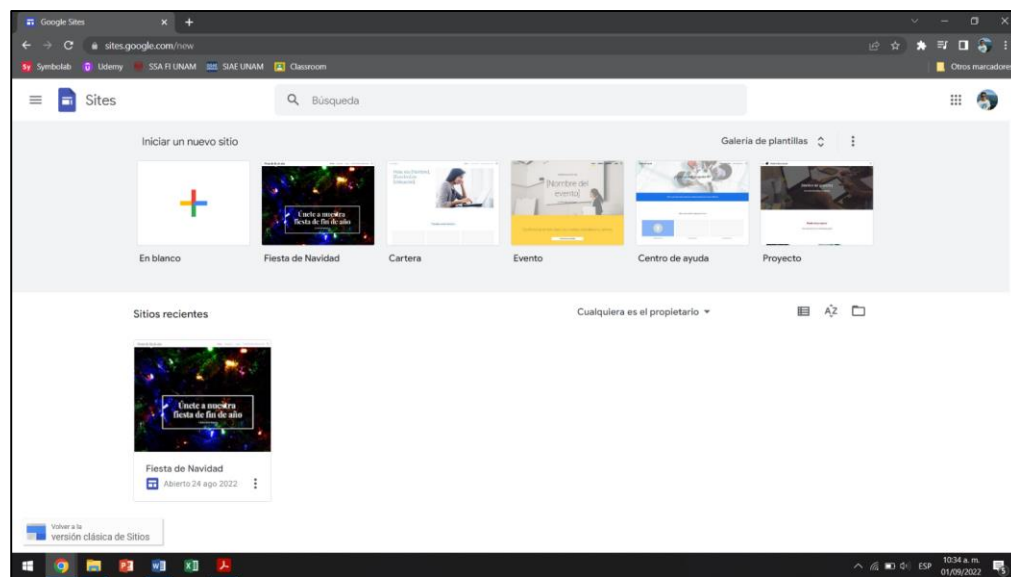 Google Sites
sites.google.com/new
Sy Symbolab Udemy SSA FI UNAM SIAE UNAM Classroom Otros marcadores
Sites
Búsqueda
Iniciar un nuevo sitio
Galería de plantillas
Únete a nuestra
fiesta de fin de año
[Nombre del
evento]
En blanco
Fiesta de Navidad
Cartera
Evento
Centro de ayuda
Proyecto
Sitios recientes
Cualquiera es el propietario
AZ
Únete a nuestra
fiesta de fin de año
Fiesta de Navidad
Abierto 24 ago 2022
Volver a la
versión clásica de Sitios
ESP
10:34 a. m.
01/09/2022
5